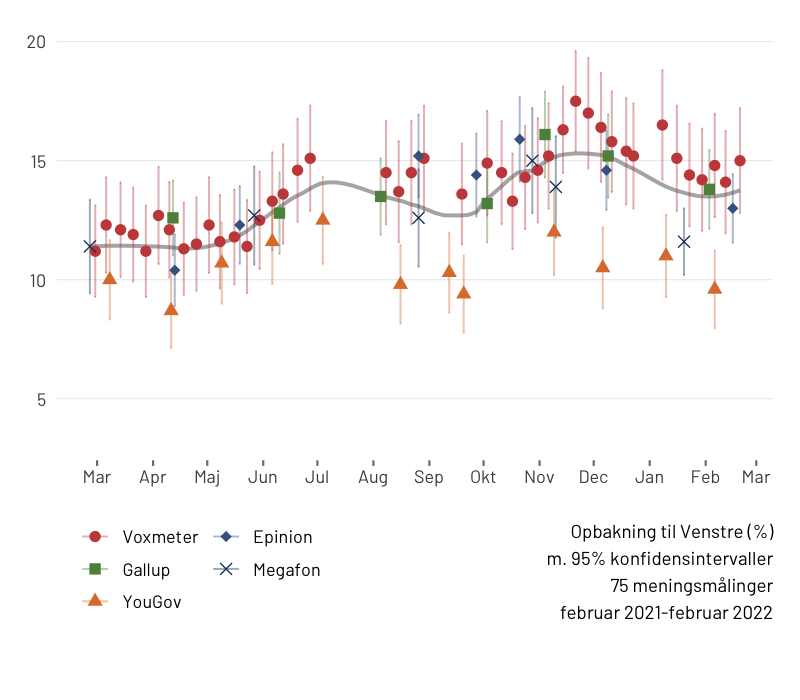 20
15
10
5
Mar Apr Maj Jun Jul Aug Sep Okt Nov Dec Jan Feb Mar
Voxmeter Epinion
Gallup Megafon
YouGov
Opbakning til Venstre (%)
m. 95% konfidensintervaller
75 meningsmålinger
februar 2021-februar 2022